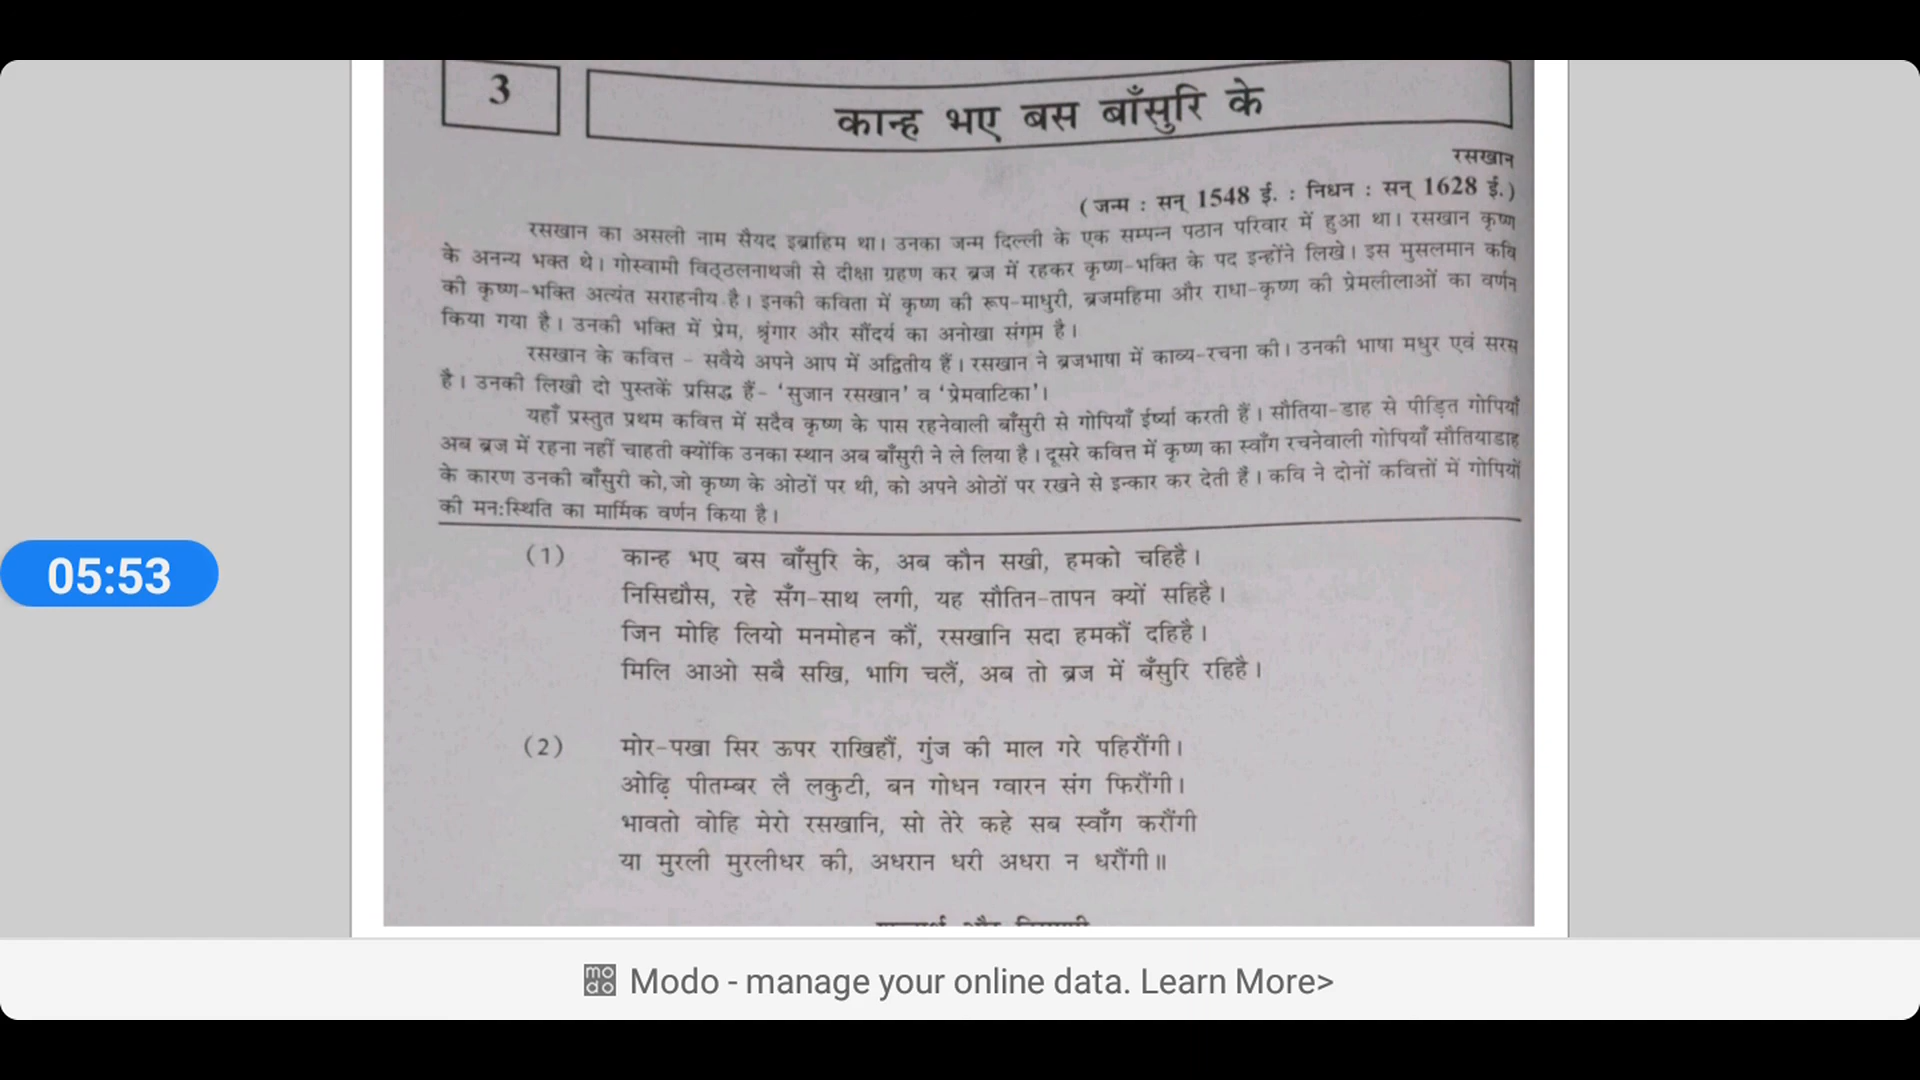 3
कान्ह भए बस बाँसुरि के
रसखान
(जन्म : सन् 1548 ई. : निधन : सन् 1628 ई.)
रसखान का असली नाम सैयद इब्राहिम था। उनका जन्म दिल्ली के एक सम्पन्न पठान परिवार में हुआ था। रसखान कृष्ण
के अनन्य भक्त थे। गोस्वामी विठ्ठलनाथजी से दीक्षा ग्रहण कर ब्रज में रहकर कृष्ण-भक्ति के पद इन्होंने लिखे। इस मुसलमान कवि
की कृष्ण-भक्ति अत्यंत सराहनीय है। इनकी कविता में कृष्ण की रूप-माधुरी, ब्रजमहिमा और राधा-कृष्ण की प्रेमलीलाओं का वर्णन
किया गया है। उनकी भक्ति में प्रेम, श्रृंगार और सौंदर्य का अनोखा संगम है।
रसखान के कवित्त - सवैये अपने आप में अद्वितीय हैं। रसखान ने ब्रजभाषा में काव्य-रचना की। उनकी भाषा मधुर एवं सरस
है। उनकी लिखी दो पुस्तकें प्रसिद्ध हैं- ‘सुजान रसखान’ व ‘प्रेमवाटिका’।
यहाँ प्रस्तुत प्रथम कवित्त में सदैव कृष्ण के पास रहनेवाली बाँसुरी से गोपियाँ ईर्ष्या करती हैं। सौतिया-डाह से पीड़ित गोपियाँ
अब ब्रज में रहना नहीं चाहती क्योंकि उनका स्थान अब बाँसुरी ने ले लिया है। दूसरे कवित्त में कृष्ण का स्वाँग रचनेवाली गोपियाँ सौतियाडाह
के कारण उनकी बाँसुरी को, जो कृष्ण के ओठों पर थी, को अपने ओठों पर रखने से इन्कार कर देती हैं। कवि ने दोनों कवित्तों में गोपियों
की मन:स्थिति का मार्मिक वर्णन किया है।
(1) कान्ह भए बस बाँसुरि के, अब कौन सखी, हमको चहिहै।
निसिद्यौस, रहे सँग-साथ लगी, यह सौतिन-तापन क्यों सहिहै।
जिन मोहि लियो मनमोहन कौं, रसखानि सदा हमकौं दहिहै।
मिलि आओ सबै सखि, भागि चलैं, अब तो ब्रज में बँसुरि रहिहै।
(2) मोर-पखा सिर ऊपर राखिहौं, गुंज की माल गरे पहिरौंगी।
ओढ़ि पीतम्बर लै लकुटी, बन गोधन ग्वारन संग फिरौंगी।
भावतो वोहि मेरो रसखानि, सो तेरे कहे सब स्वाँग करौंगी
या मुरली मुरलीधर की, अधरान धरी अधरा न धरौंगी॥
05:53
modo Modo - manage your online data. Learn More>